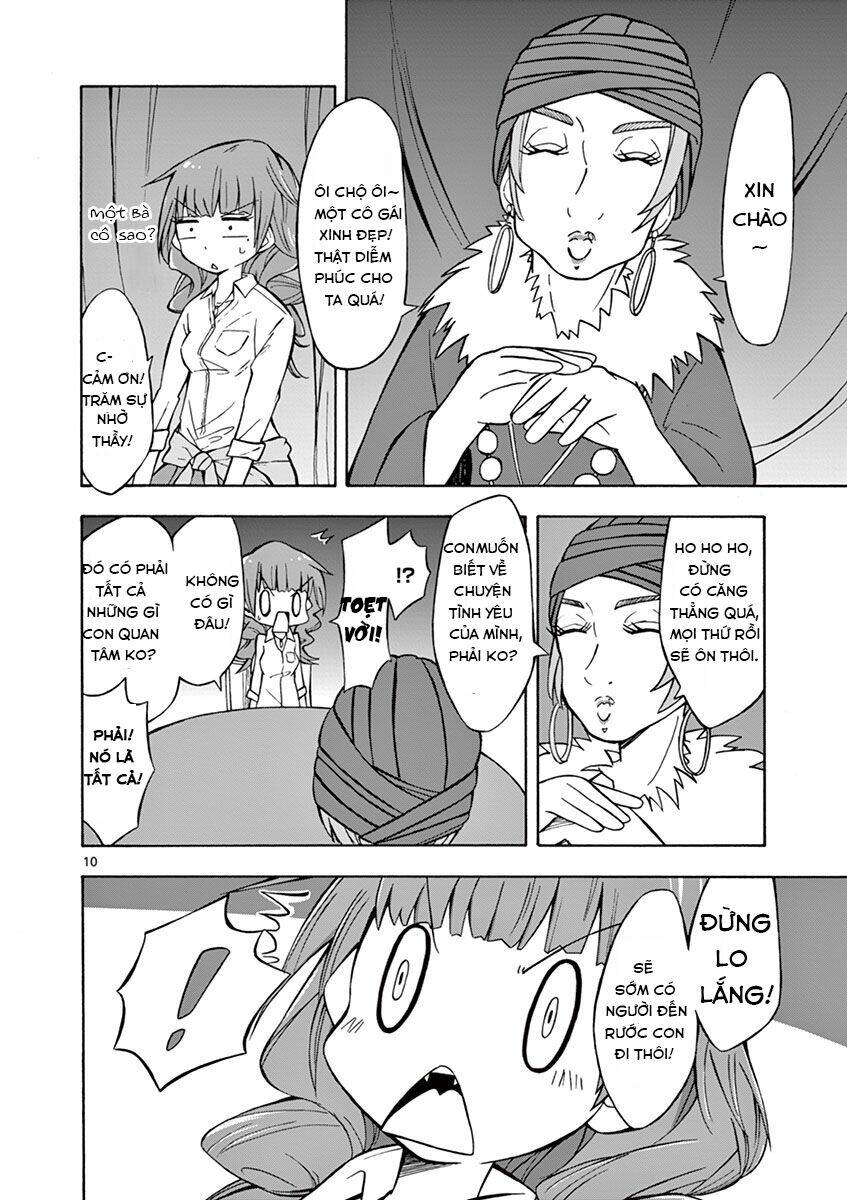 XIN
CHÀO
~
ÔI CHỘ ÔI~
MỘT CÔ GÁI
XINH ĐẸP!
THẬT DIỄM
PHÚC CHO
TA QUÁ!
MỘT BÀ
CÔ SAO?
C-
CẢM ƠN!
TRĂM SỰ
NHỜ
THẦY!
HO HO HO,
ĐỪNG
CÓ CĂNG
THẲNG QUÁ,
MỌI THỨ RỒI
SẼ ÔN THÔI.
CONMUỐN
BIẾT VỀ
CHUYỆN
TÌNH YÊU
CỦA MÌNH,
PHẢI KO?
!?
TOẸT
VỜI!
KHÔNG
CÓ GÌ
ĐÂU!
ĐÓ CÓ PHẢI
TẤT CẢ
NHỮNG GÌ
CON QUAN
TÂM KO?
PHẢI!
NÓ LÀ
TẤT CẢ!
10
ĐỪNG
LO
LẮNG!
SẼ
SỚM CÓ
NGƯỜI ĐẾN
RƯỚC CON
ĐI THÔI!
!